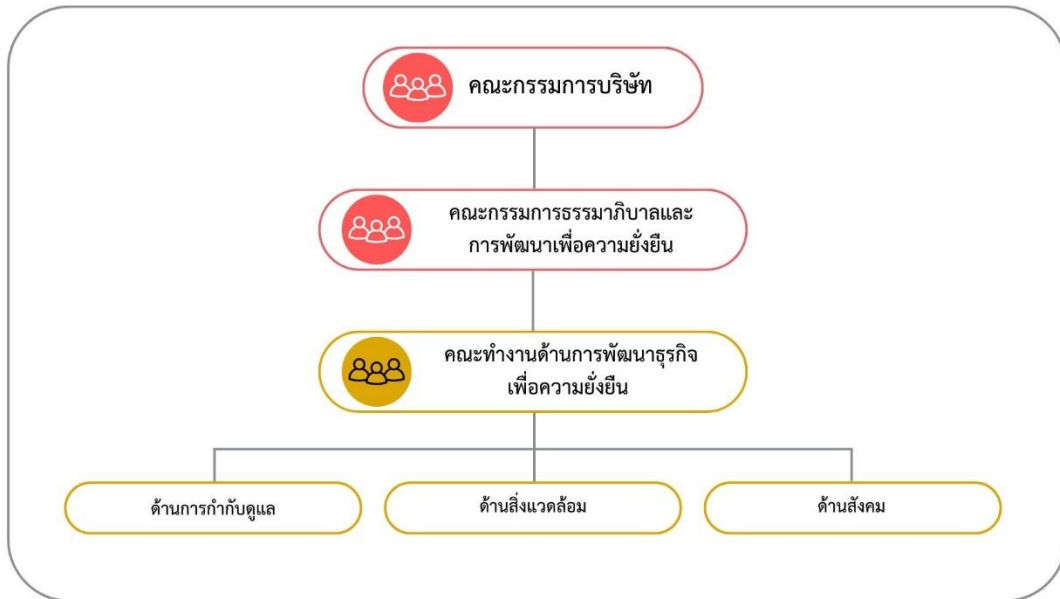 คณะกรรมการบริษัท
คณะกรรมการธรรมาภิบาลและ
การพัฒนาเพื่อความยั่งยืน
คณะทำงานด้านการพัฒนาธุรกิจ
เพื่อความยั่งยืน
ด้านการกำกับดูแล
ด้านสิ่งแวดล้อม
ด้านสังคม